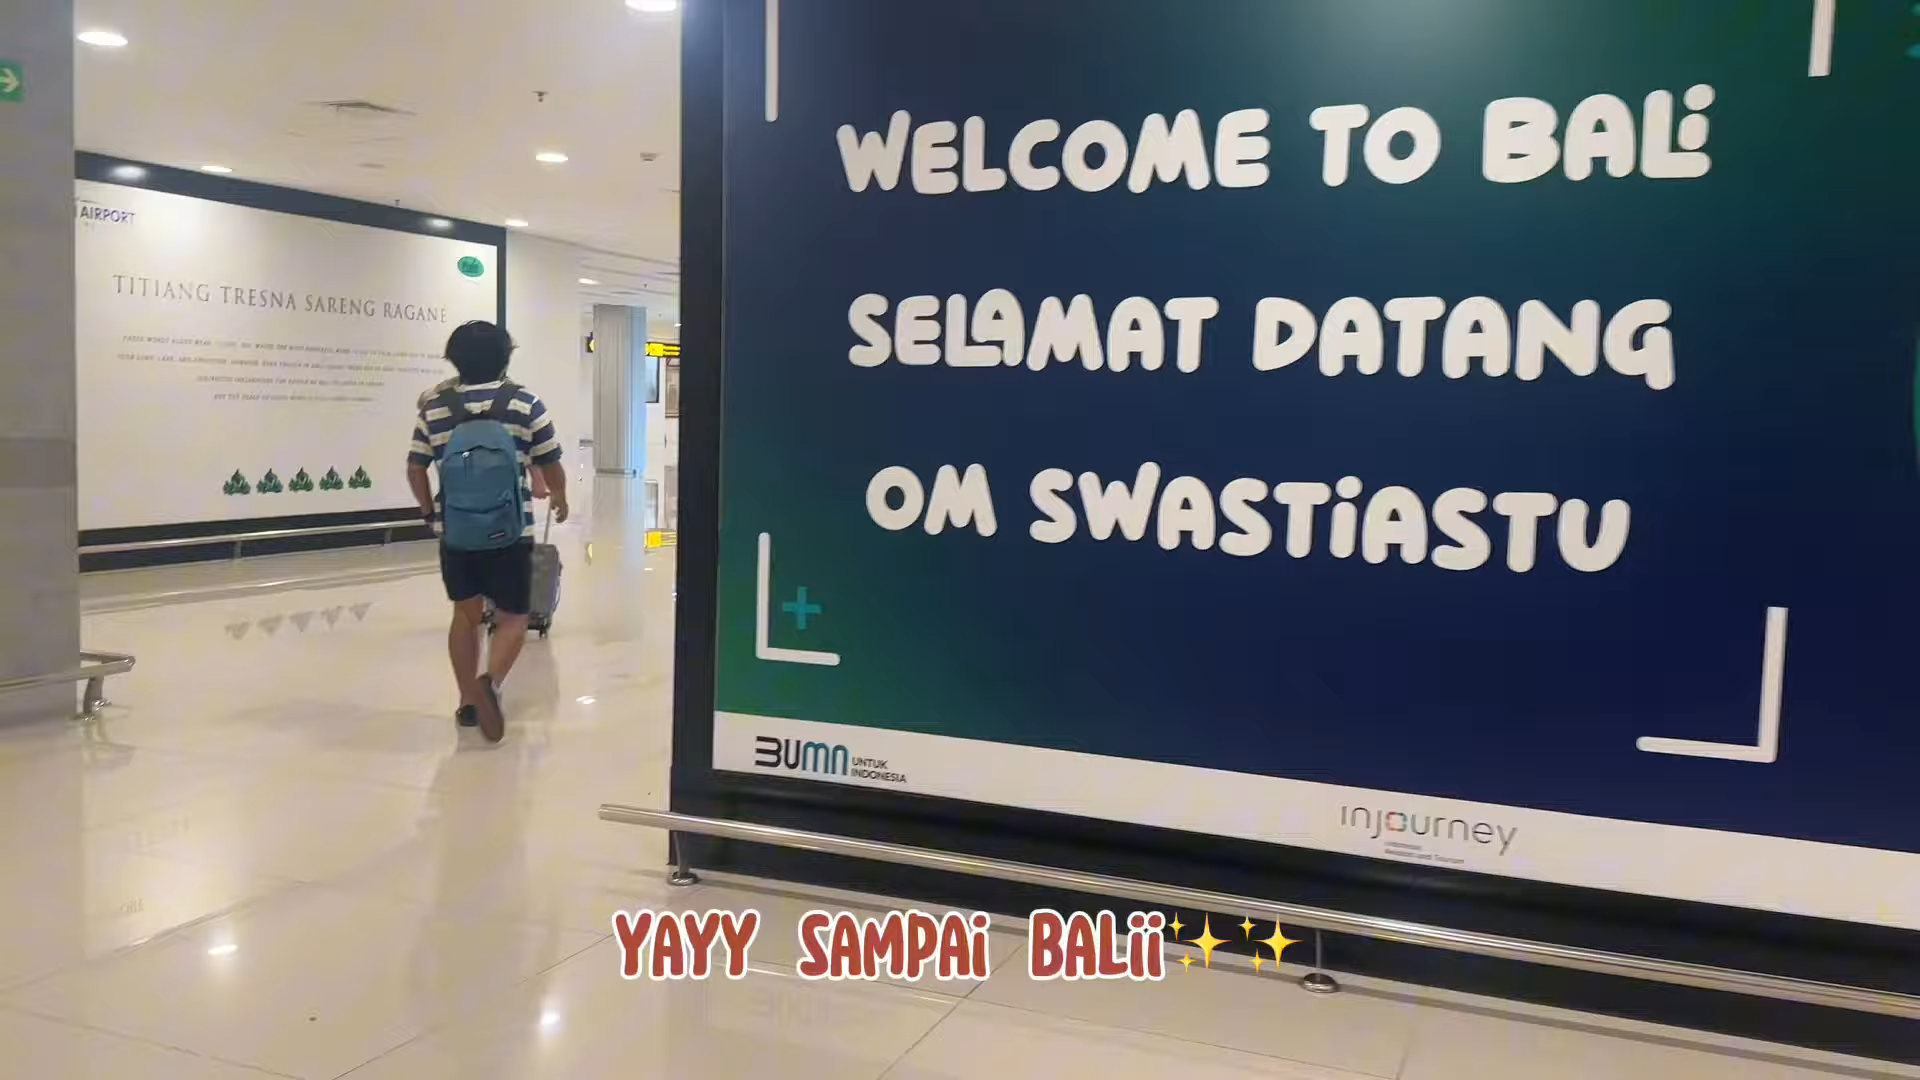 AIRPORT
TITIANG TRESNA SARENG RAGANE
WELCOME TO BALI
SELAMAT DATANG
OM SWASTIASTU
BUMN UNTUK INDONESIA
injourney
YAYY SAMPAI BALII✨✨